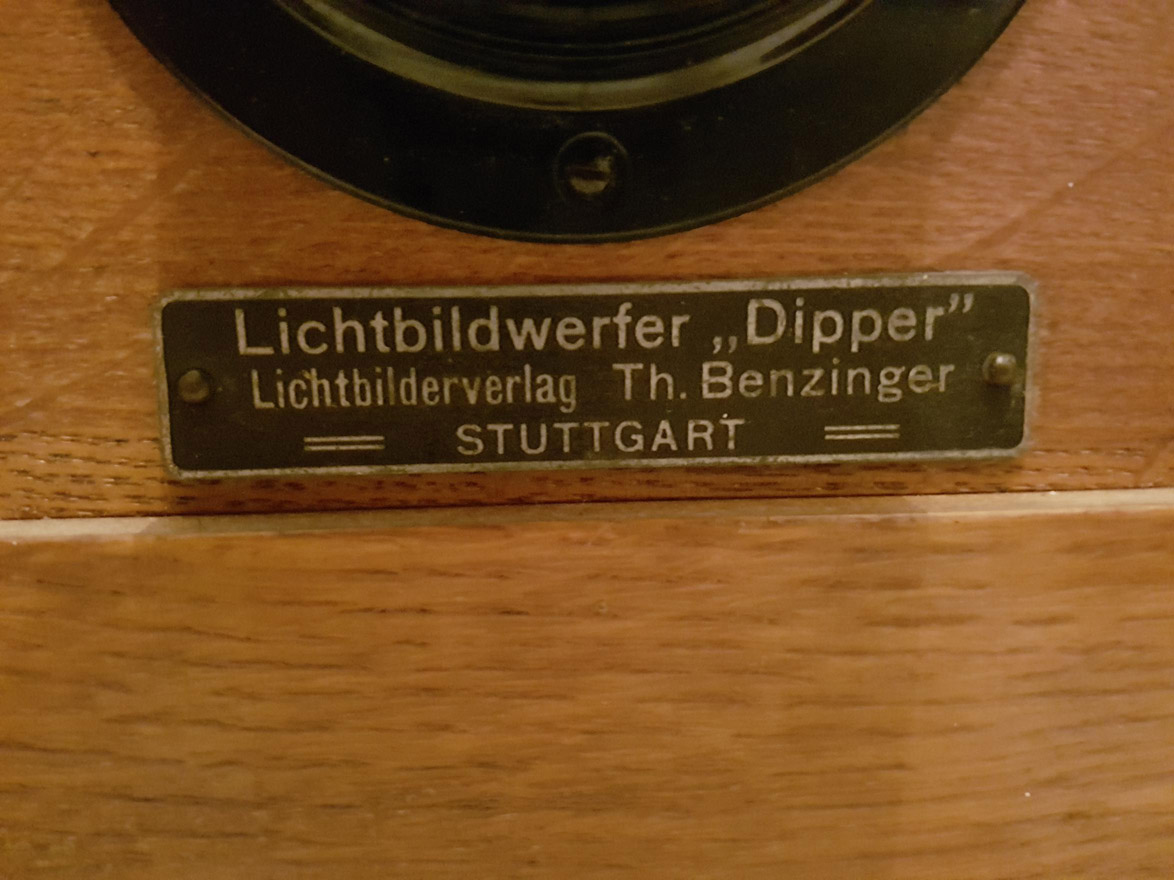 Lichtbildwerfer „Dipper”
Lichtbilderverlag Th. Benzinger
STUTTGART